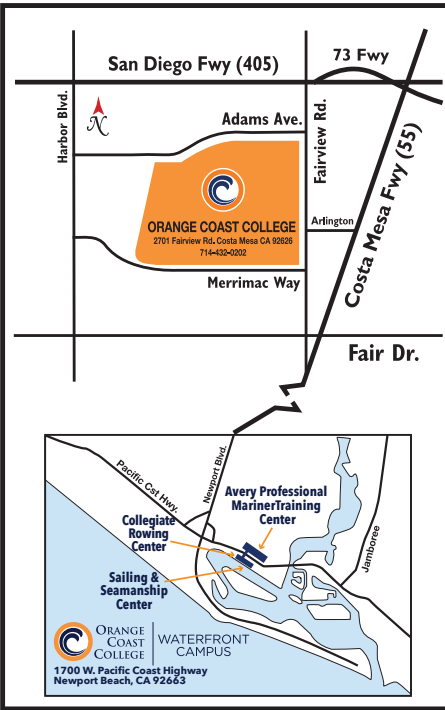 San Diego Fwy (405)
73 Fwy
Harbor Blvd.
N
Adams Ave.
Fairview Rd.
Costa Mesa Fwy (55)
ORANGE COAST COLLEGE
2701 Fairview Rd. Costa Mesa CA 92626
714-432-0202
Arlington
Merrimac Way
Fair Dr.
Pacific Cst Hwy.
Newport Blvd.
Avery Professional
MarinerTraining
Center
Collegiate
Rowing
Center
Jamboree
Sailing &
Seamanship
Center
ORANGE
COAST
COLLEGE
WATERFRONT
CAMPUS
1700 W. Pacific Coast Highway
Newport Beach, CA 92663